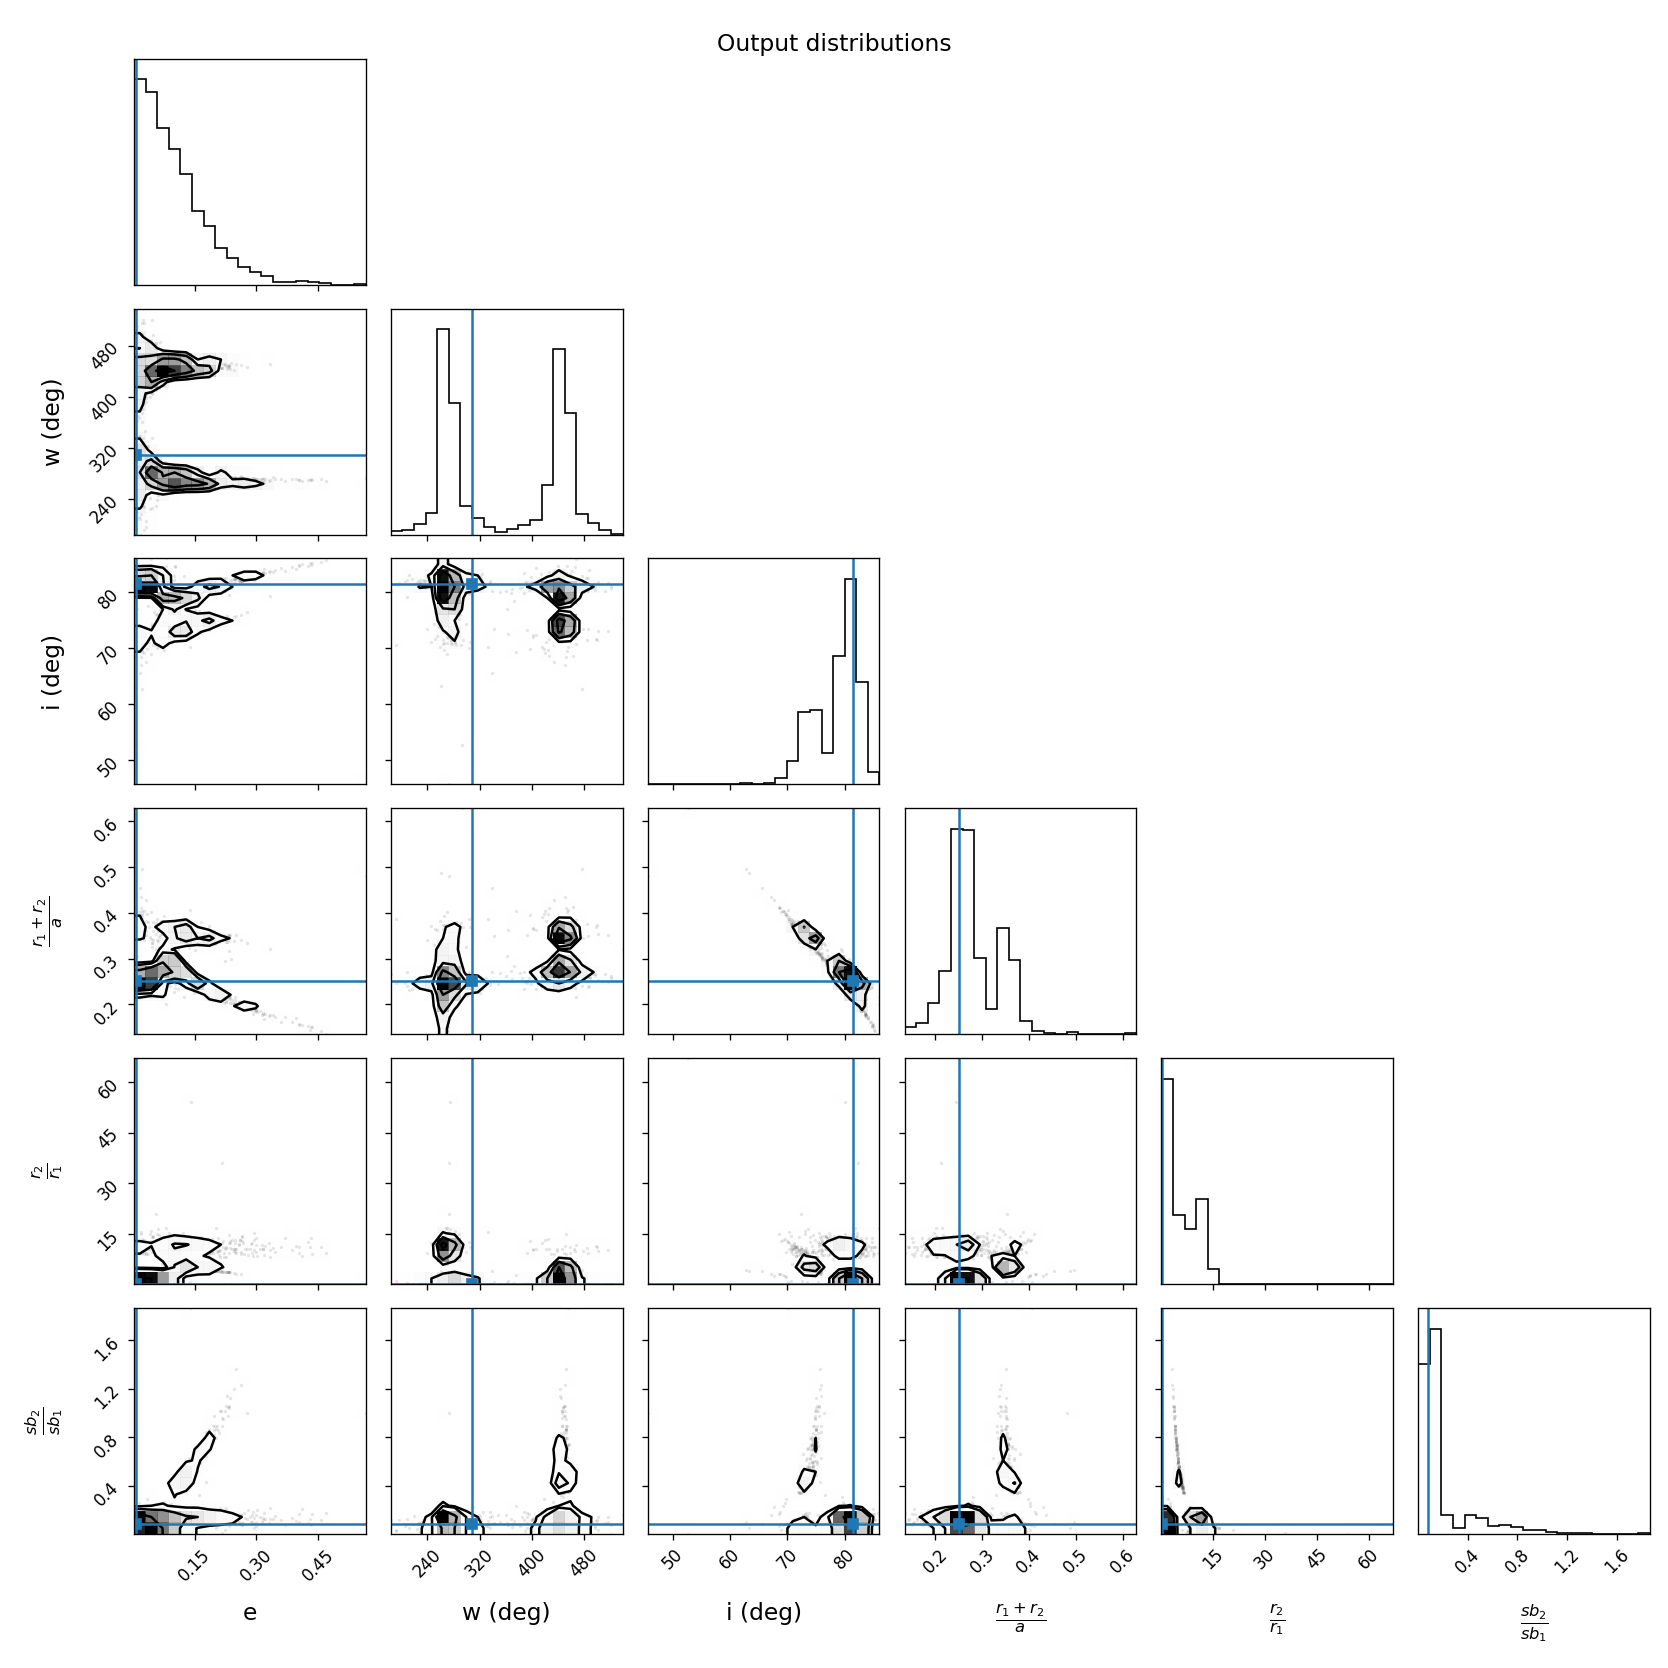 Output distributions
w (deg)
480
400
320
240
i (deg)
80
70
60
50
r₁ + r₂
a
0.6
0.5
0.4
0.3
0.2
r₂
r₁
60
45
30
15
sb₂
sb₁
1.6
1.2
0.8
0.4
0.15 0.30 0.45 240 320 400 480 50 60 70 80 0.2 0.3 0.4 0.5 0.6 15 30 45 60 0.4 0.8 1.2 1.6
e w (deg) i (deg) r₁ + r₂ r₂ sb₂
a r₁ sb₁